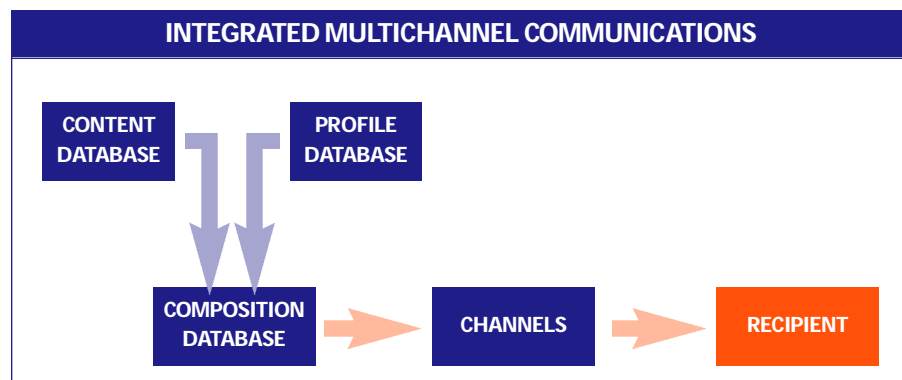 INTEGRATED MULTICHANNEL COMMUNICATIONS
CONTENT
DATABASE
PROFILE
DATABASE
COMPOSITION
DATABASE
CHANNELS
RECIPIENT